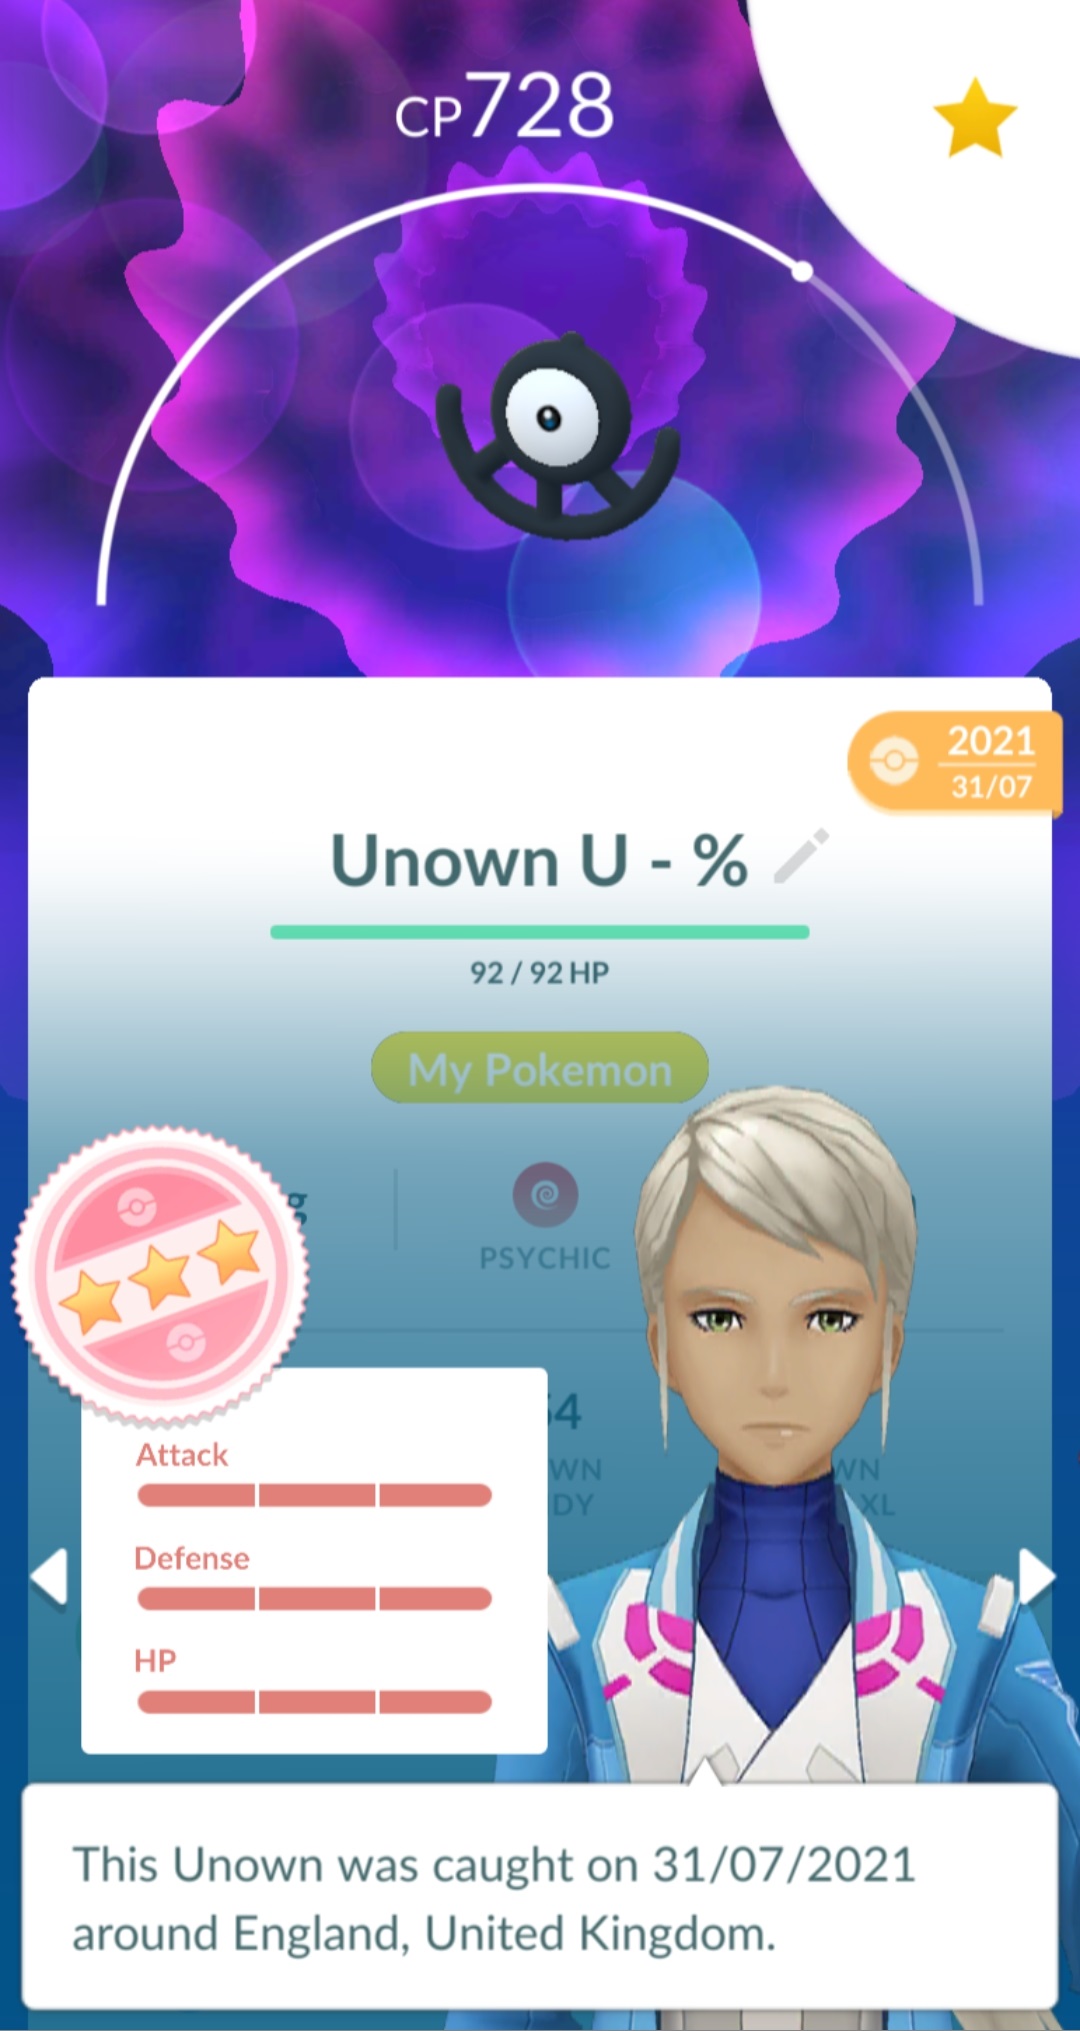 CP728
2021
31/07
Unown U - %
92 / 92 HP
My Pokemon
g
PSYCHIC
54
WN
WN
DY
XL
Attack
Defense
HP
This Unown was caught on 31/07/2021
around England, United Kingdom.